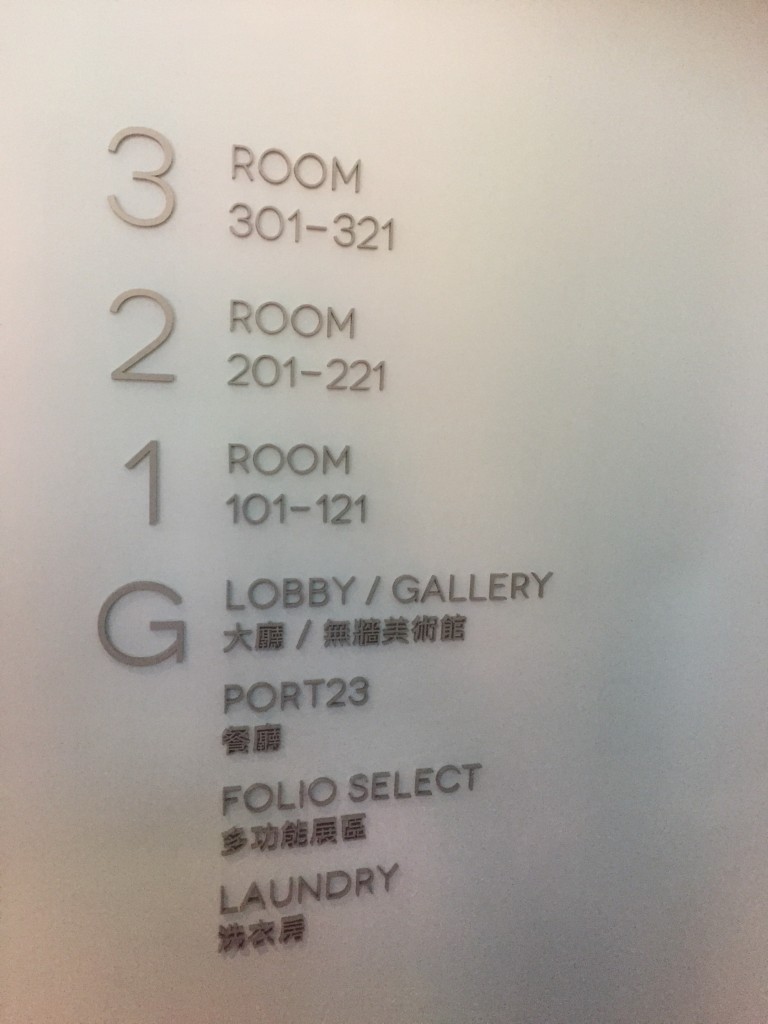 3
ROOM
301-321
2
ROOM
201-221
1
ROOM
101-121
G
LOBBY / GALLERY
大廳 / 無牆美術館
PORT23
餐廳
FOLIO SELECT
多功能展區
LAUNDRY
洗衣房